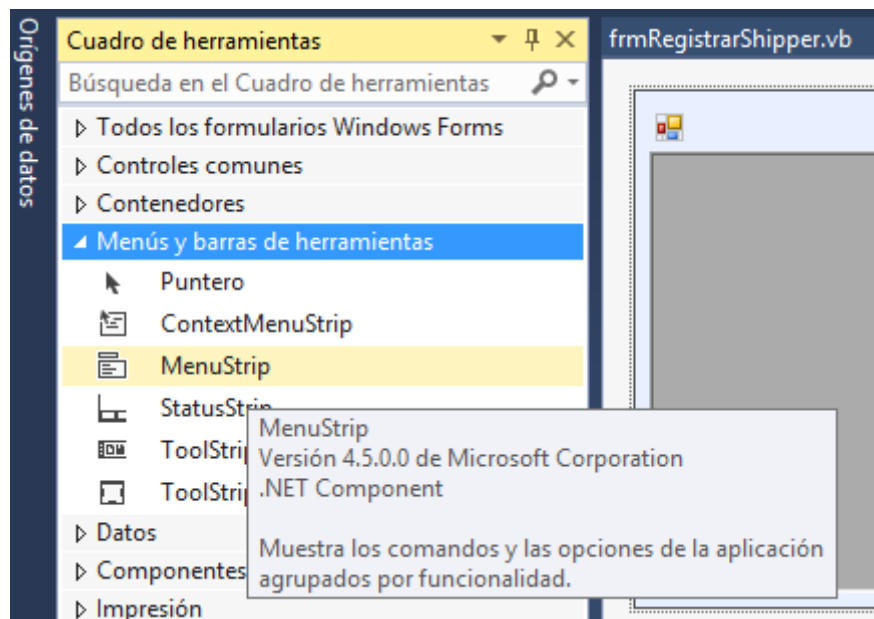 Orígenes de datos
Cuadro de herramientas
frmRegistrarShipper.vb
Búsqueda en el Cuadro de herramientas
Todos los formularios Windows Forms
Controles comunes
Contenedores
Menús y barras de herramientas
Puntero
ContextMenuStrip
MenuStrip
StatusStrip
ToolStrip
ToolStrip
MenuStrip
Versión 4.5.0.0 de Microsoft Corporation
.NET Component
Muestra los comandos y las opciones de la aplicación
agrupados por funcionalidad.
Datos
Componentes
Impresión